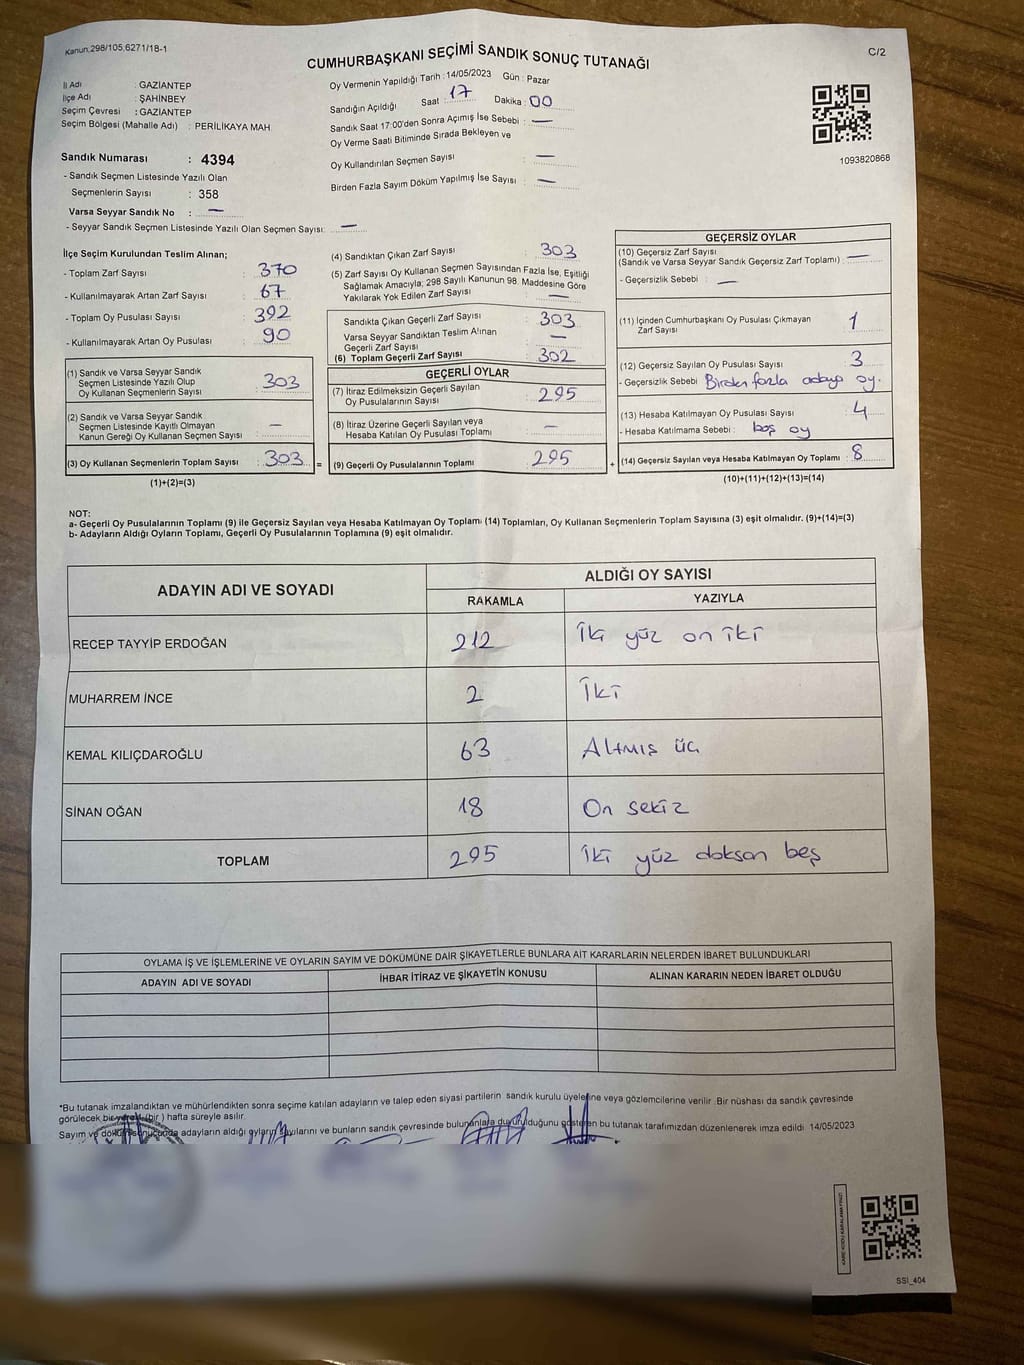 Kanun,298/105,6271/18-1
CUMHURBAŞKANI SEÇİMİ SANDIK SONUÇ TUTANAĞI
C/2
İl Adı : GAZİANTEP
İlçe Adı : ŞAHİNBEY
Seçim Çevresi : GAZİANTEP
Seçim Bölgesi (Mahalle Adı) : PERİLİKAYA MAH
Oy Vermenin Yapıldığı Tarih : 14/05/2023 Gün : Pazar
Sandığın Açıldığı Saat : 17 Dakika : 00
Sandık Saat 17:00'den Sonra Açımış İse Sebebi : —
Oy Verme Saati Bitiminde Sırada Bekleyen ve
Oy Kullandırılan Seçmen Sayısı : —
Birden Fazla Sayım Döküm Yapılmış İse Sayısı : —
1093820868
Sandık Numarası : 4394
- Sandık Seçmen Listesinde Yazılı Olan
Seçmenlerin Sayısı : 358
Varsa Seyyar Sandık No : —
- Seyyar Sandık Seçmen Listesinde Yazılı Olan Seçmen Sayısı: —
İlçe Seçim Kurulundan Teslim Alınan;
- Toplam Zarf Sayısı : 370
- Kullanılmayarak Artan Zarf Sayısı : 67
- Toplam Oy Pusulası Sayısı : 392
- Kullanılmayarak Artan Oy Pusulası : 90
(1) Sandık ve Varsa Seyyar Sandık
Seçmen Listesinde Yazılı Olup
Oy Kullanan Seçmenlerin Sayısı : 303
(2) Sandık ve Varsa Seyyar Sandık
Seçmen Listesinde Kayıtlı Olmayan
Kanun Gereği Oy Kullanan Seçmen Sayısı : —
(3) Oy Kullanan Seçmenlerin Toplam Sayısı : 303 =
(1)+(2)=(3)
(4) Sandıktan Çıkan Zarf Sayısı : 303
(5) Zarf Sayısı Oy Kullanan Seçmen Sayısından Fazla İse, Eşitliği
Sağlamak Amacıyla; 298 Sayılı Kanunun 98. Maddesine Göre
Yakılarak Yok Edilen Zarf Sayısı : —
Sandıkta Çıkan Geçerli Zarf Sayısı : 303
Varsa Seyyar Sandıktan Teslim Alınan
Geçerli Zarf Sayısı : —
(6) Toplam Geçerli Zarf Sayısı : 302
GEÇERLİ OYLAR
(7) İtiraz Edilmeksizin Geçerli Sayılan
Oy Pusulalarının Sayısı : 295
(8) İtiraz Üzerine Geçerli Sayılan veya
Hesaba Katılan Oy Pusulası Toplamı : —
(9) Geçerli Oy Pusulalarının Toplamı : 295 +
GEÇERSİZ OYLAR
(10) Geçersiz Zarf Sayısı
(Sandık ve Varsa Seyyar Sandık Geçersiz Zarf Toplamı) : —
- Geçersizlik Sebebi : —
(11) İçinden Cumhurbaşkanı Oy Pusulası Çıkmayan
Zarf Sayısı : 1
(12) Geçersiz Sayılan Oy Pusulası Sayısı : 3
- Geçersizlik Sebebi : Birden fazla adaya oy.
(13) Hesaba Katılmayan Oy Pusulası Sayısı : 4
- Hesaba Katılmama Sebebi : boş oy
(14) Geçersiz Sayılan veya Hesaba Katılmayan Oy Toplamı : 8
(10)+(11)+(12)+(13)=(14)
NOT:
a- Geçerli Oy Pusulalarının Toplamı (9) ile Geçersiz Sayılan veya Hesaba Katılmayan Oy Toplamı (14) Toplamları, Oy Kullanan Seçmenlerin Toplam Sayısına (3) eşit olmalıdır. (9)+(14)=(3)
b- Adayların Aldığı Oyların Toplamı, Geçerli Oy Pusulalarının Toplamına (9) eşit olmalıdır.
ADAYIN ADI VE SOYADI
ALDIĞI OY SAYISI
RAKAMLA YAZIYLA
RECEP TAYYİP ERDOĞAN 212 İki yüz on iki
MUHARREM İNCE 2 İki
KEMAL KILIÇDAROĞLU 63 Altmış üç
SİNAN OĞAN 18 On sekiz
TOPLAM 295 İki yüz doksan beş
OYLAMA İŞ VE İŞLEMLERİNE VE OYLARIN SAYIM VE DÖKÜMÜNE DAİR ŞİKAYETLERLE BUNLARA AİT KARARLARIN NELERDEN İBARET BULUNDUKLARI
ADAYIN ADI VE SOYADI İHBAR İTİRAZ VE ŞİKAYETİN KONUSU ALINAN KARARIN NEDEN İBARET OLDUĞU
*Bu tutanak imzalandıktan ve mühürlendikten sonra seçime katılan adayların ve talep eden siyasi partilerin sandık kurulu üyelerine veya gözlemcilerine verilir .Bir nüshası da sandık çevresinde
görülecek bir yere 1 (bir ) hafta süreyle asılır.
Sayım ve döküm sonucunda adayların aldığı oyların sayılarını ve bunların sandık çevresinde bulunanlara duyurulduğunu gösteren bu tutanak tarafımızdan düzenlenerek imza edildi. 14/05/2023
SSI_404